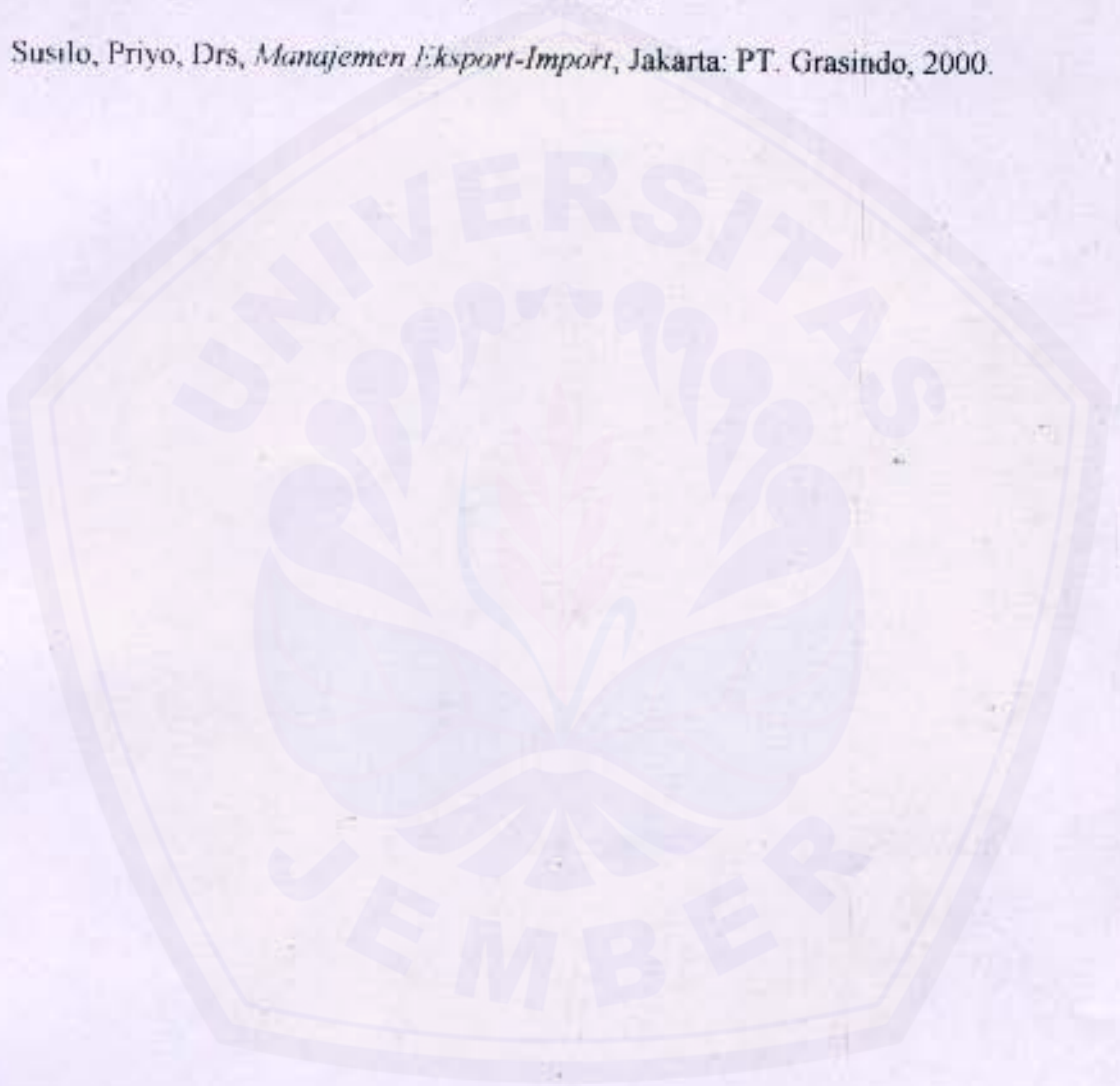 Susilo, Priyo, Drs, Manajemen Eksport-Import, Jakarta: PT. Grasindo, 2000.
UNIVERSITAS
JEMBER